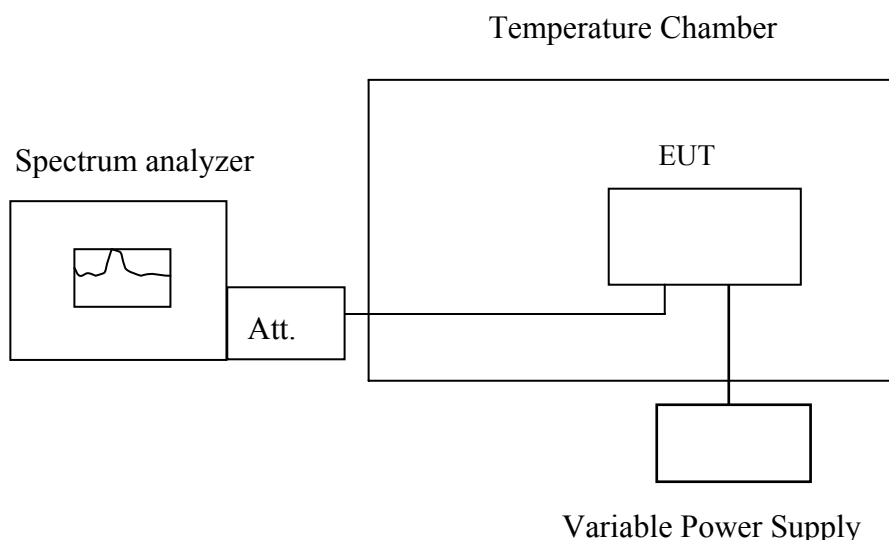 Temperature Chamber
Spectrum analyzer
EUT
Att.
Variable Power Supply